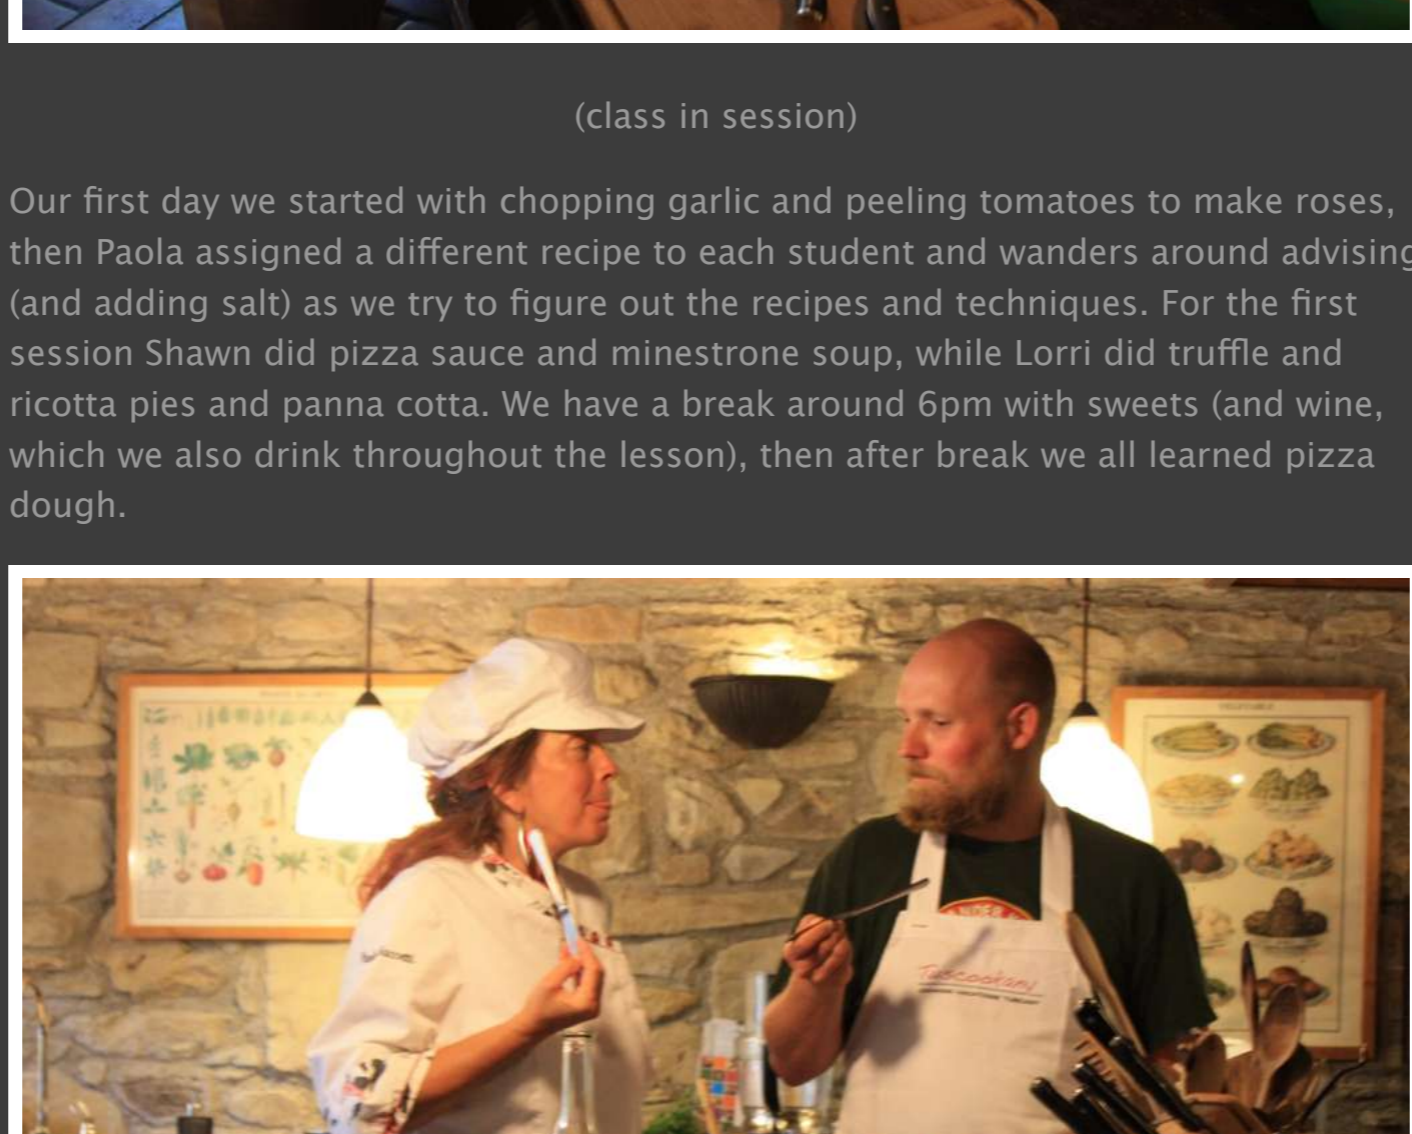 (class in session)
Our first day we started with chopping garlic and peeling tomatoes to make roses,
then Paola assigned a different recipe to each student and wanders around advising
(and adding salt) as we try to figure out the recipes and techniques. For the first
session Shawn did pizza sauce and minestrone soup, while Lorri did truffle and
ricotta pies and panna cotta. We have a break around 6pm with sweets (and wine,
which we also drink throughout the lesson), then after break we all learned pizza
dough.
Tuscookany